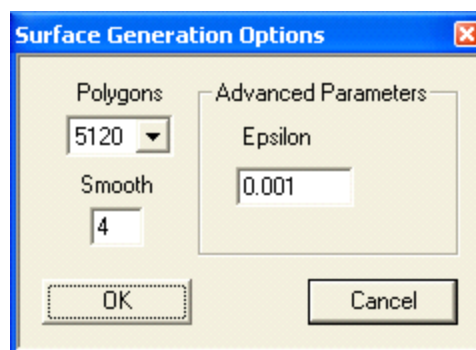 Surface Generation Options
Polygons
5120
Smooth
4
Advanced Parameters
Epsilon
0.001
OK
Cancel